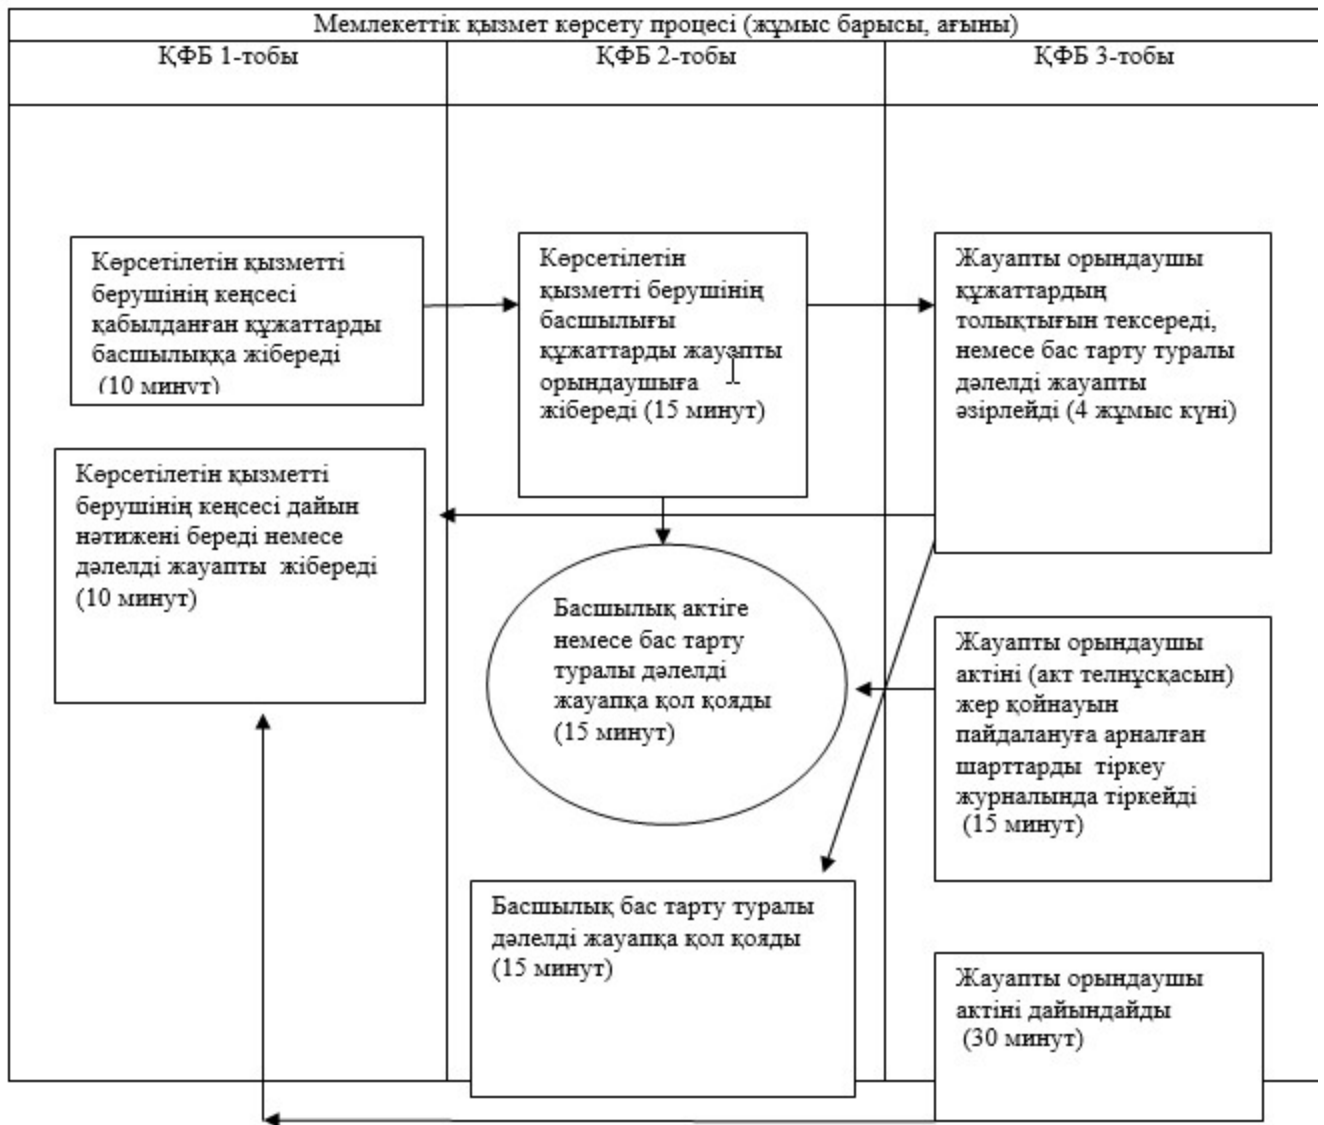 Мемлекеттік қызмет көрсету процесі (жұмыс барысы, ағыны)
ҚФБ 1-тобы
ҚФБ 2-тобы
ҚФБ 3-тобы
Көрсетілетін қызметті
берушінің кеңсесі
қабылданған құжаттарды
басшылыққа жібереді
(10 минут)
Көрсетілетін
қызметті берушінің
басшылығы
құжаттарды жауапты
орындаушыға
жібереді (15 минут)
Жауапты орындаушы
құжаттардың
толықтығын тексереді,
немесе бас тарту туралы
дәлелді жауапты
әзірлейді (4 жұмыс күні)
Көрсетілетін қызметті
берушінің кеңсесі дайын
нәтижені береді немесе
дәлелді жауапты жібереді
(10 минут)
Басшылық актіге
немесе бас тарту
туралы дәлелді
жауапқа қол қояды
(15 минут)
Жауапты орындаушы
актіні (акт телнұсқасын)
жер қойнауын
пайдалануға арналған
шарттарды тіркеу
журналында тіркейді
(15 минут)
Басшылық бас тарту туралы
дәлелді жауапқа қол қояды
(15 минут)
Жауапты орындаушы
актіні дайындайды
(30 минут)